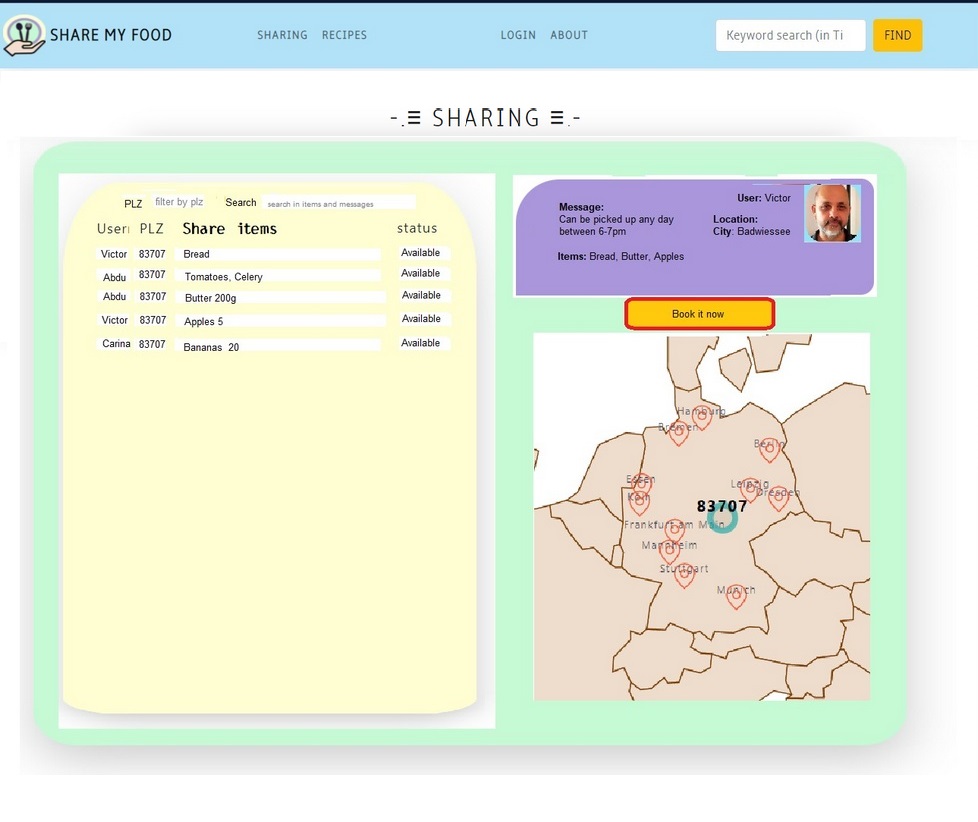 SHARE MY FOOD
SHARING RECIPES
LOGIN ABOUT
Keyword search (in Ti
FIND
-.≡ SHARING ≡.-
PLZ filter by plz Search search in items and messages
User PLZ Share items status
Victor 83707 Bread Available
Abdu 83707 Tomatoes, Celery Available
Abdu 83707 Butter 200g Available
Victor 83707 Apples 5 Available
Carina 83707 Bananas 20 Available
Message:
Can be picked up any day
between 6-7pm
Items: Bread, Butter, Apples
User: Victor
Location:
City: Badwiessee
Book it now
Hamburg
Bremen
Berlin
Essen
Köln
Leipzig
Dresden
83707
Frankfurt am Main
Mannheim
Stuttgart
Munich